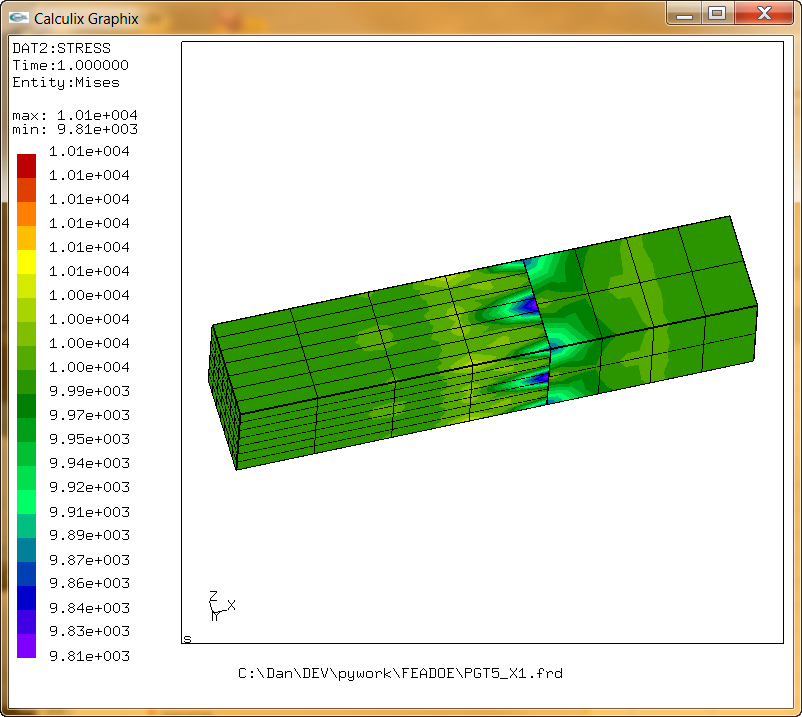 Calculix Graphix
DAT2:STRESS
Time:1.000000
Entity:Mises
max: 1.01e+004
min: 9.81e+003
1.01e+004
1.01e+004
1.01e+004
1.01e+004
1.01e+004
1.01e+004
1.00e+004
1.00e+004
1.00e+004
1.00e+004
9.99e+003
9.97e+003
9.95e+003
9.94e+003
9.92e+003
9.91e+003
9.89e+003
9.87e+003
9.86e+003
9.84e+003
9.83e+003
9.81e+003
Z
X
Y
s
C:\Dan\DEV\pywork\FEADOE\PGT5_X1.frd